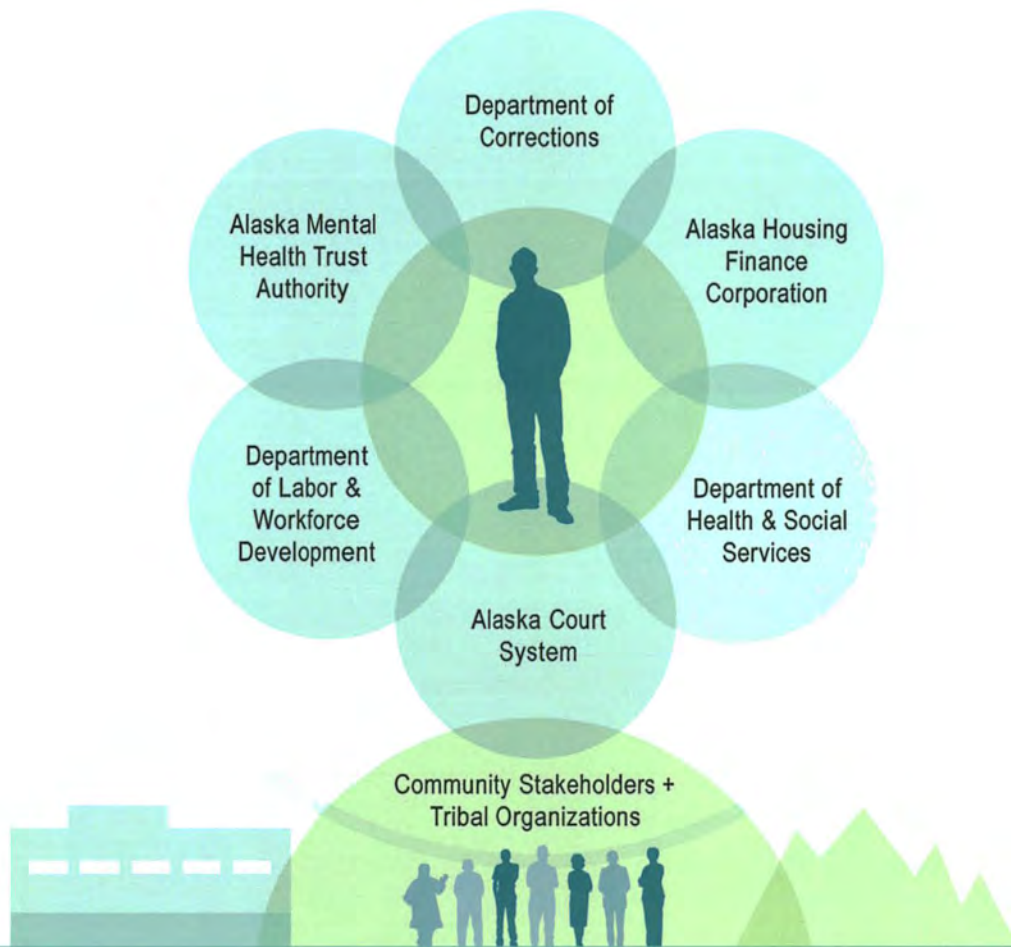 Department of
Corrections
Alaska Mental
Health Trust
Authority
Alaska Housing
Finance
Corporation
Department
of Labor &
Workforce
Development
Department of
Health & Social
Services
Alaska Court
System
Community Stakeholders +
Tribal Organizations